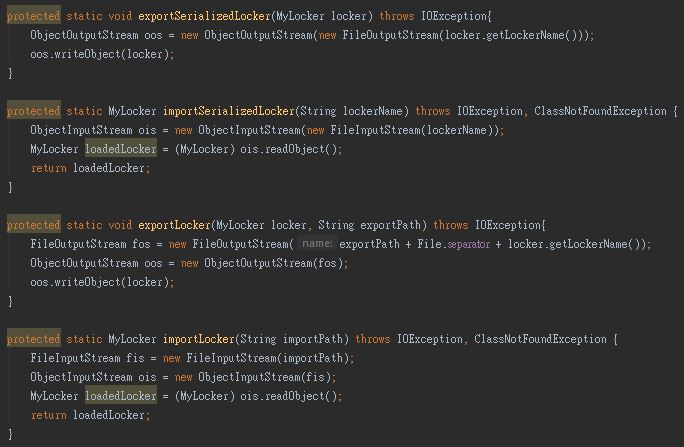 protected static void exportSerializedLocker(MyLocker locker) throws IOException{
ObjectOutputStream oos = new ObjectOutputStream(new FileOutputStream(locker.getLockerName()));
oos.writeObject(locker);
}
protected static MyLocker importSerializedLocker(String lockerName) throws IOException, ClassNotFoundException {
ObjectInputStream ois = new ObjectInputStream(new FileInputStream(lockerName));
MyLocker loadedLocker = (MyLocker) ois.readObject();
return loadedLocker;
}
protected static void exportLocker(MyLocker locker, String exportPath) throws IOException{
FileOutputStream fos = new FileOutputStream( name: exportPath + File.separator + locker.getLockerName());
ObjectOutputStream oos = new ObjectOutputStream(fos);
oos.writeObject(locker);
}
protected static MyLocker importLocker(String importPath) throws IOException, ClassNotFoundException {
FileInputStream fis = new FileInputStream(importPath);
ObjectInputStream ois = new ObjectInputStream(fis);
MyLocker loadedLocker = (MyLocker) ois.readObject();
return loadedLocker;
}